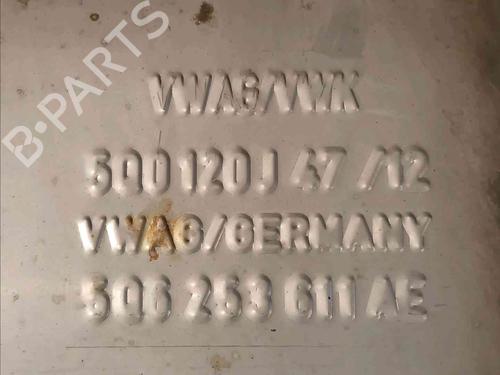 B-PARTS
VWAG/VWK
5Q0 120J 47 /12
VWAG/GERMANY
5Q6 253 611 AE